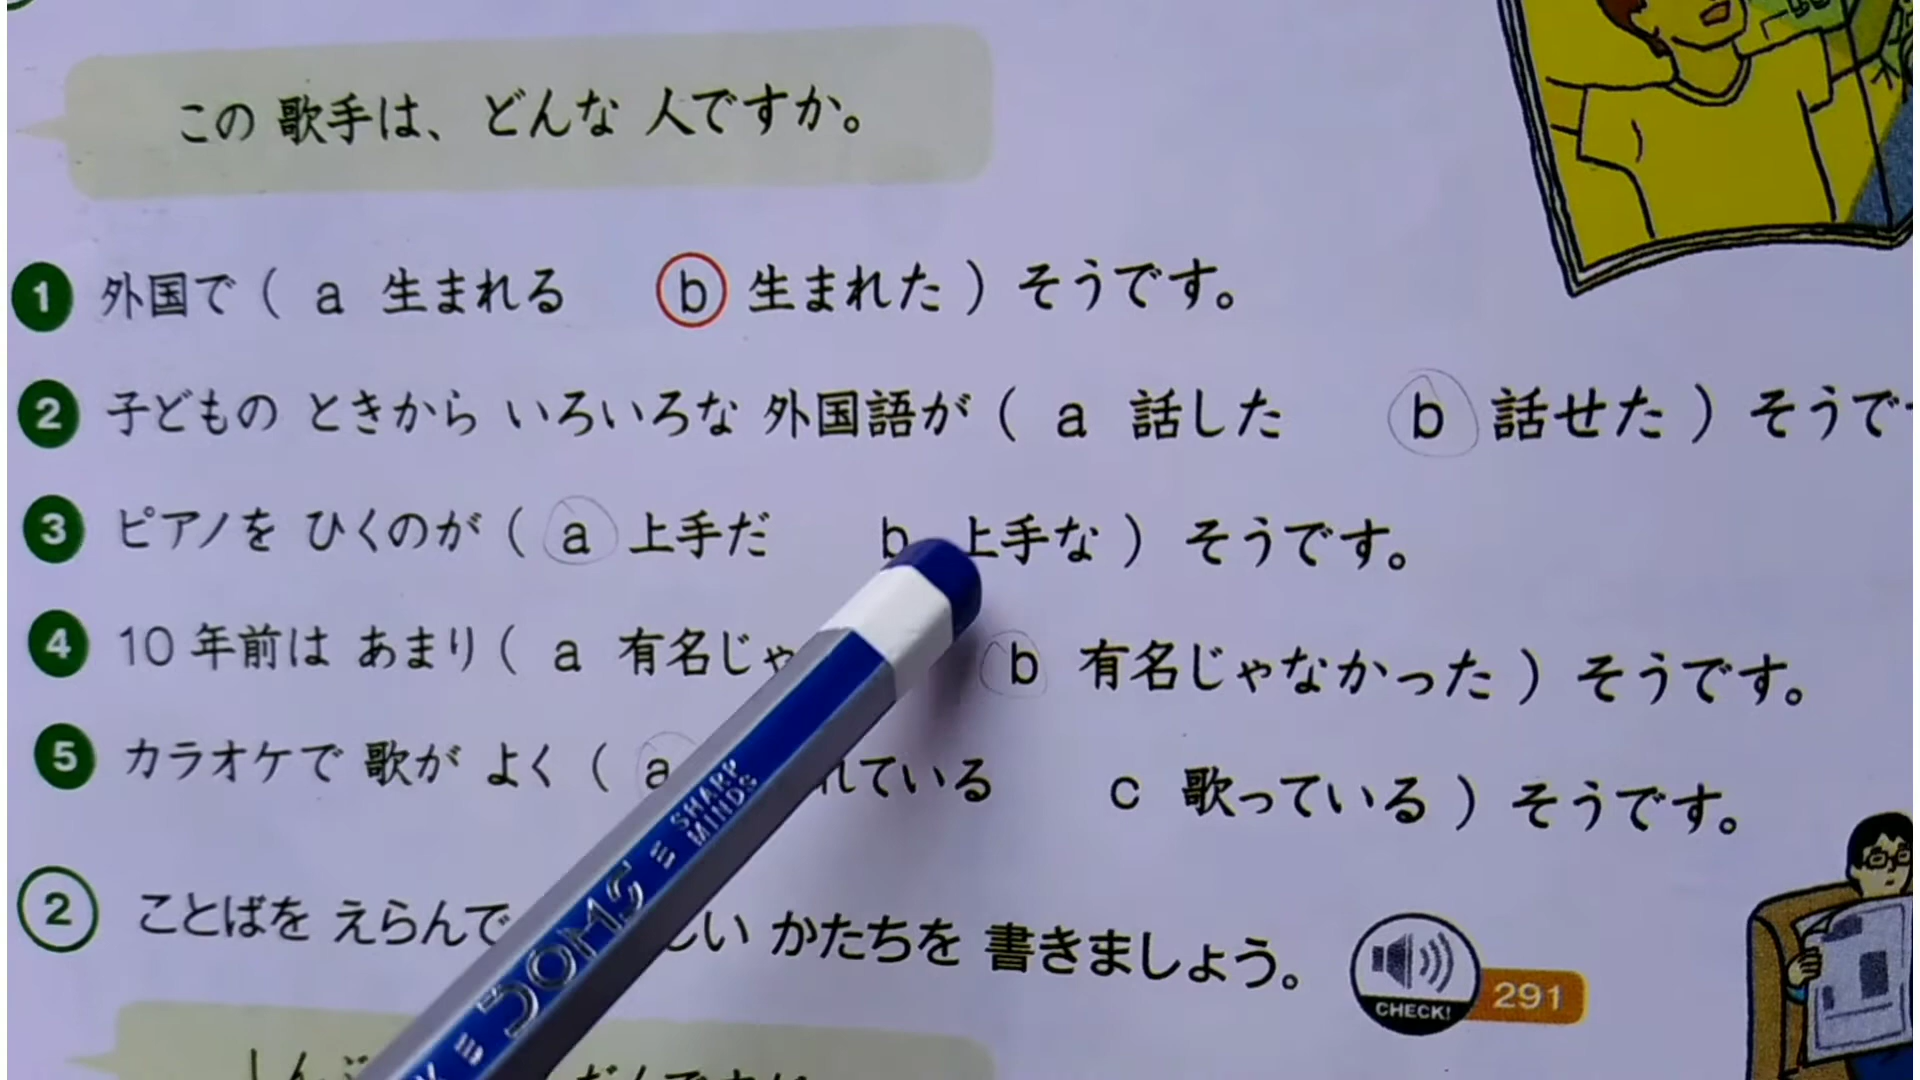 この 歌手は、どんな 人ですか。
1 外国で ( a 生まれる b 生まれた ) そうです。
2 子どもの ときから いろいろな 外国語が ( a 話した b 話せた ) そうで
3 ピアノを ひくのが ( a 上手だ b 上手な ) そうです。
4 10年前は あまり ( a 有名じゃ b 有名じゃなかった ) そうです。
5 カラオケで 歌が よく ( a れている c 歌っている ) そうです。
2 ことばを えらんで しい かたちを 書きましょう。
CHECK! 291
SHARP
MINDS
DOMS